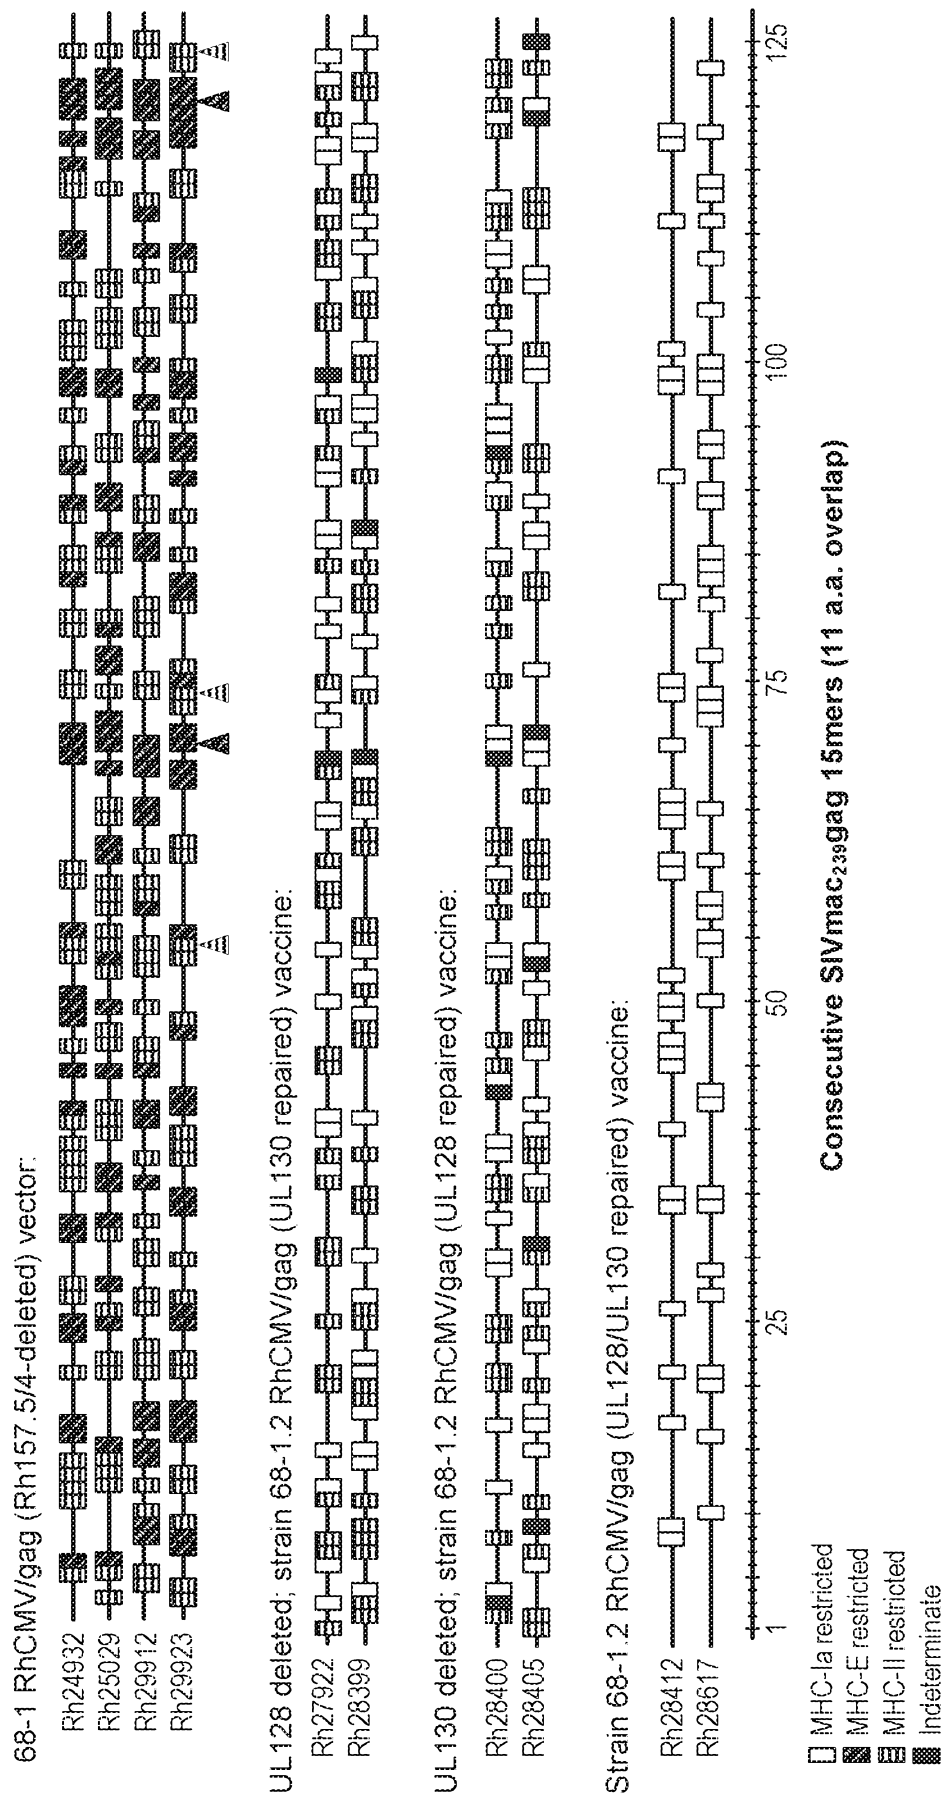 68-1 RhCMV/gag (Rh157.5/4-deleted) vector:
Rh24932
Rh25029
Rh29912
Rh29923
UL128 deleted; strain 68-1.2 RhCMV/gag (UL130 repaired) vaccine:
Rh27922
Rh28399
UL130 deleted; strain 68-1.2 RhCMV/gag (UL128 repaired) vaccine:
Rh28400
Rh28405
Strain 68-1.2 RhCMV/gag (UL128/UL130 repaired) vaccine:
Rh28412
Rh28617
1 25 50 75 100 125
Consecutive SIVmac239gag 15mers (11 a.a. overlap)
MHC-Ia restricted
MHC-E restricted
MHC-II restricted
Indeterminate